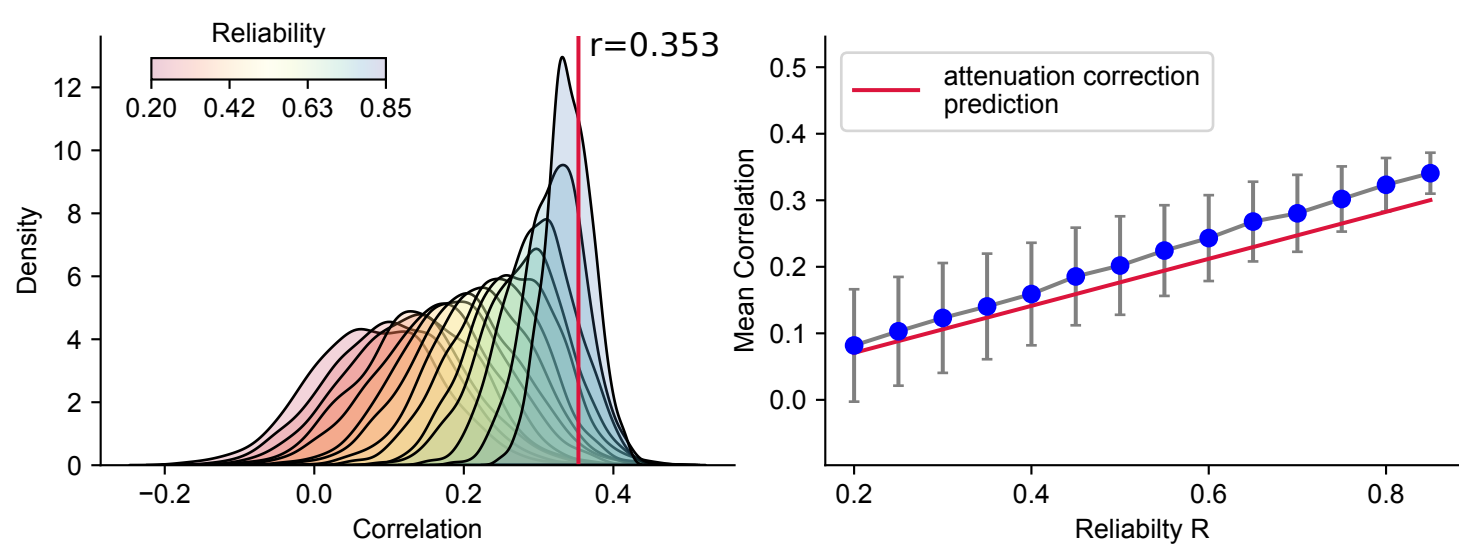 Reliability
0.20 0.42 0.63 0.85
r=0.353
Density
12
10
8
6
4
2
0
−0.2 0.0 0.2 0.4
Correlation
attenuation correction
prediction
Mean Correlation
0.5
0.4
0.3
0.2
0.1
0.0
0.2 0.4 0.6 0.8
Reliabilty R